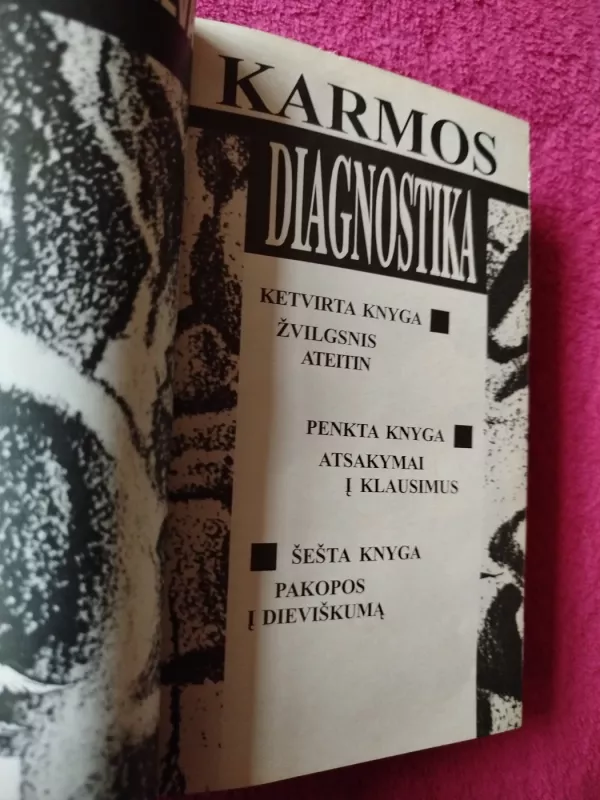 KARMOS
DIAGNOSTIKA
KETVIRTA KNYGA
ŽVILGSNIS
ATEITIN
PENKTA KNYGA
ATSAKYMAI
Į KLAUSIMUS
ŠEŠTA KNYGA
PAKOPOS
Į DIEVIŠKUMĄ